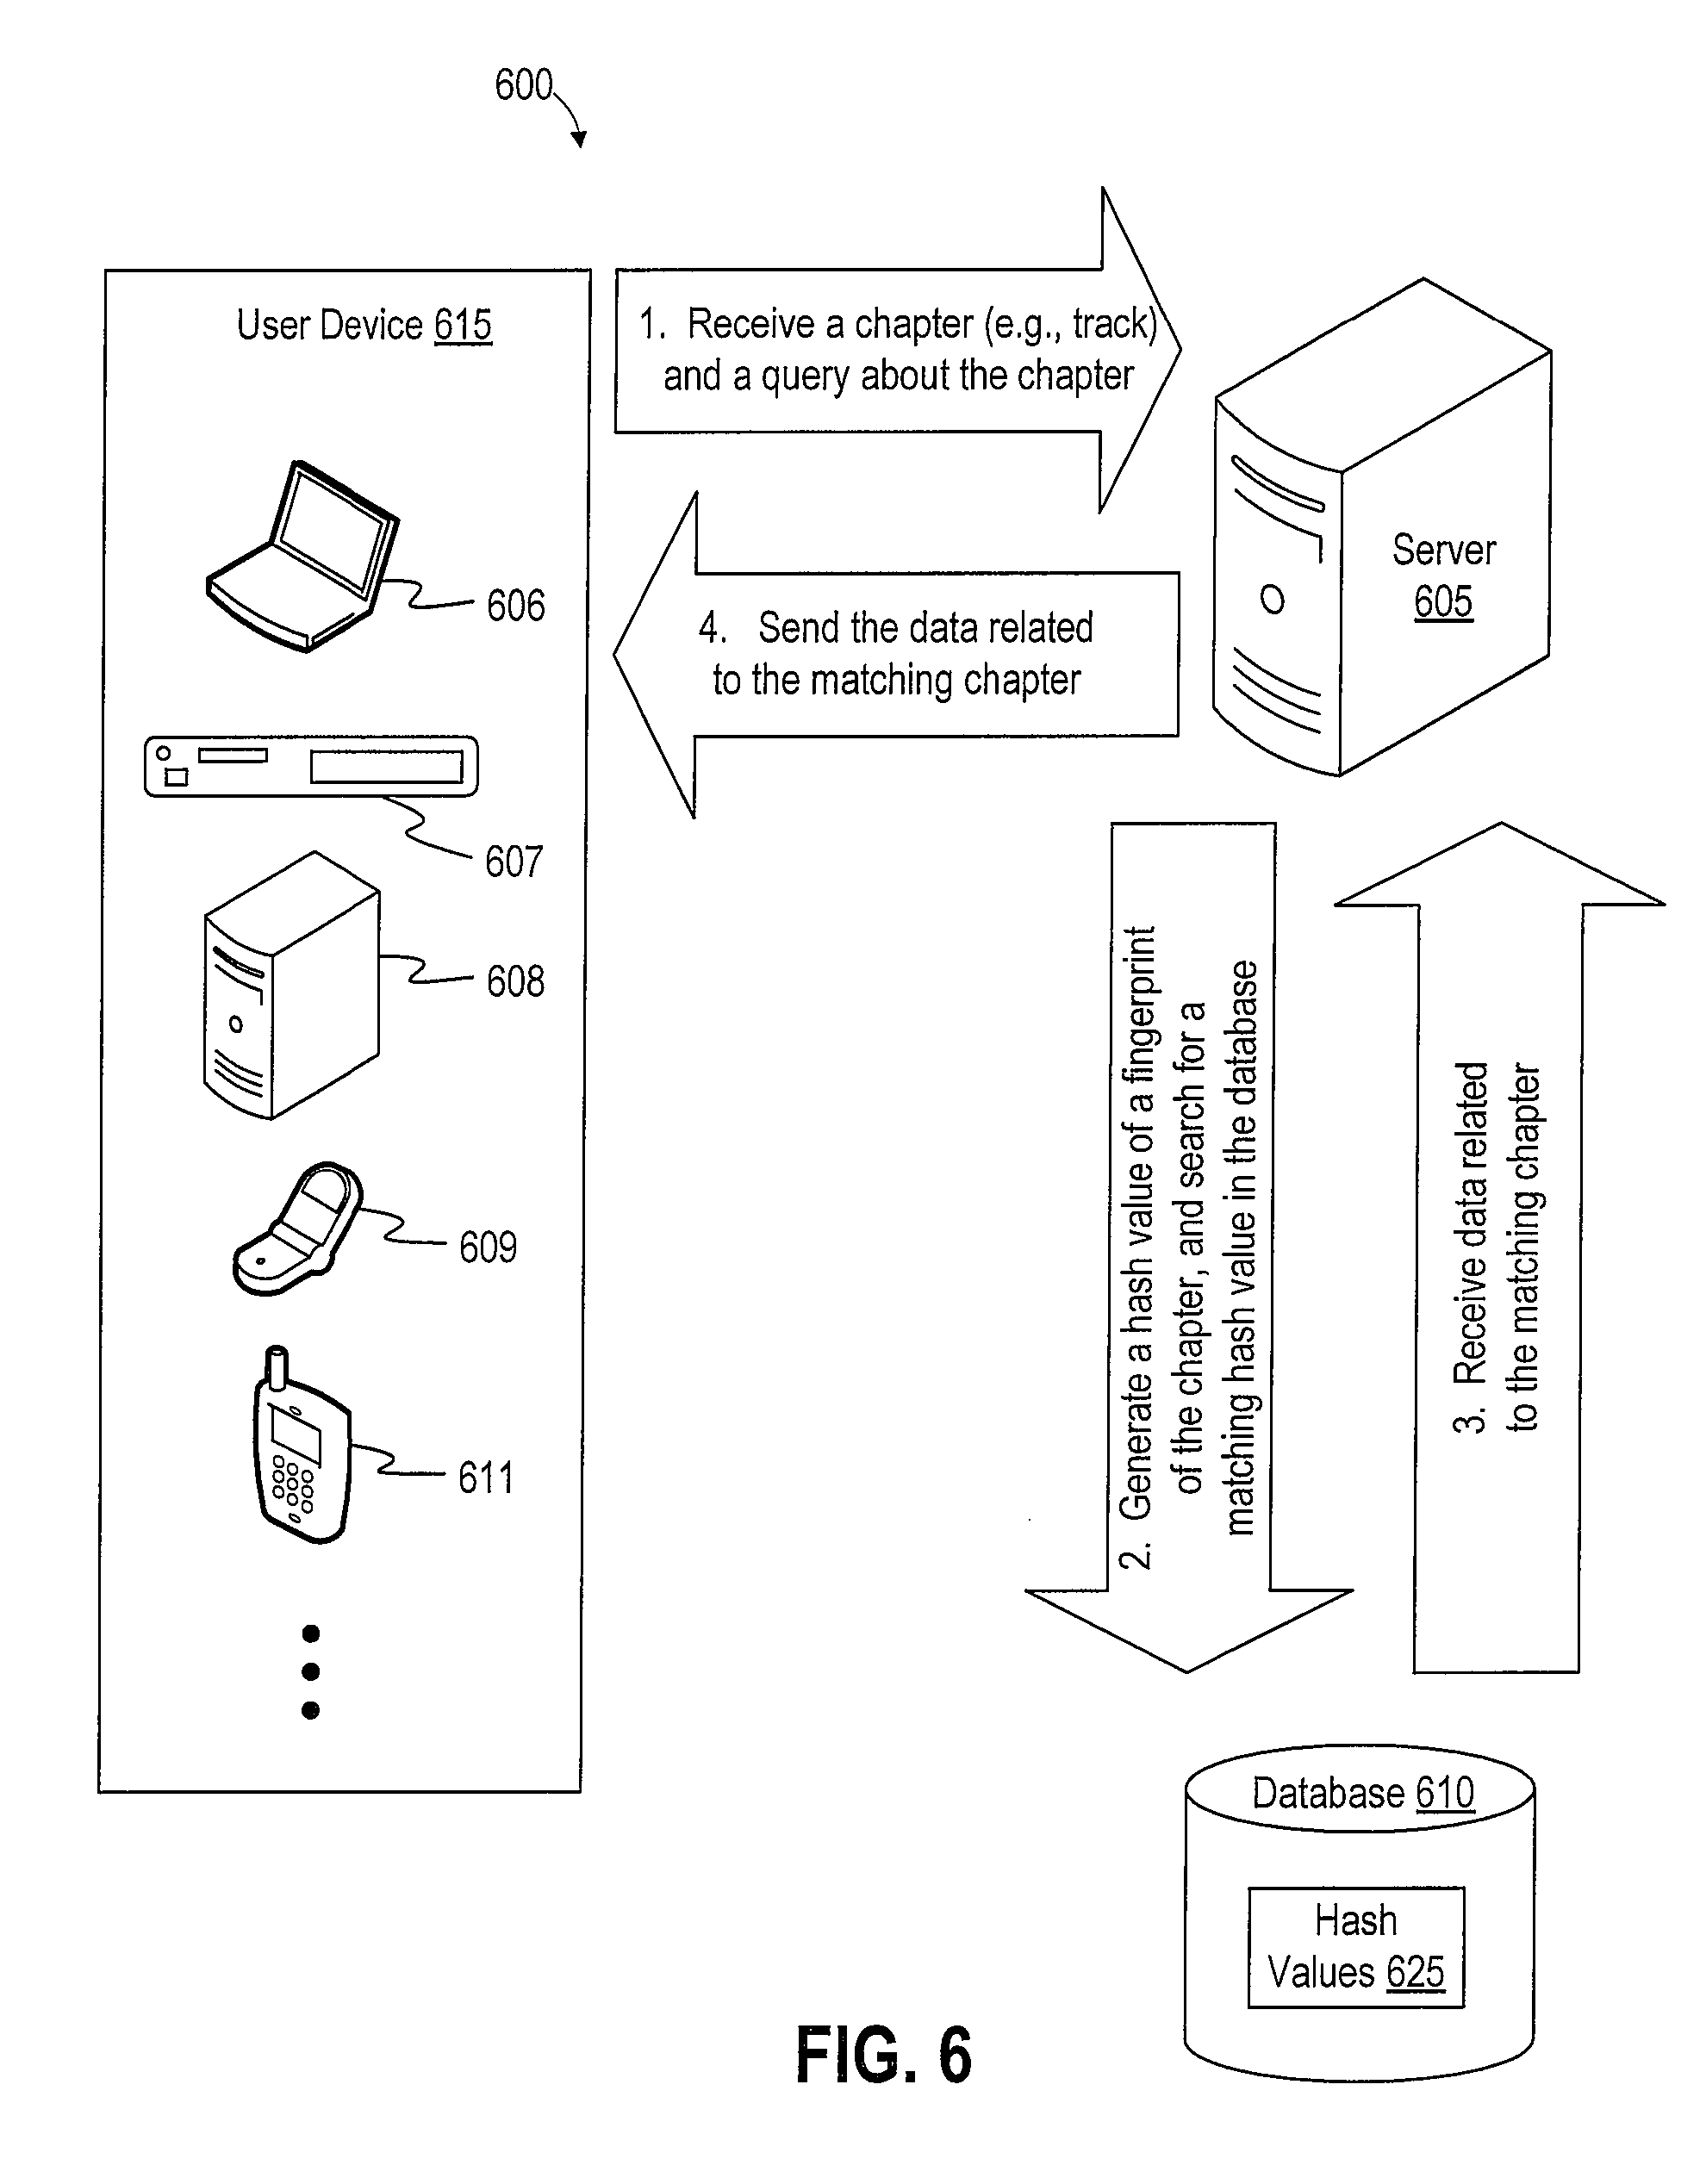 600
User Device 615
1. Receive a chapter (e.g., track)
and a query about the chapter
Server
605
4. Send the data related
to the matching chapter
606
607
608
609
611
2. Generate a hash value of a fingerprint
of the chapter, and search for a
matching hash value in the database
3. Receive data related
to the matching chapter
Database 610
Hash
Values 625
FIG. 6